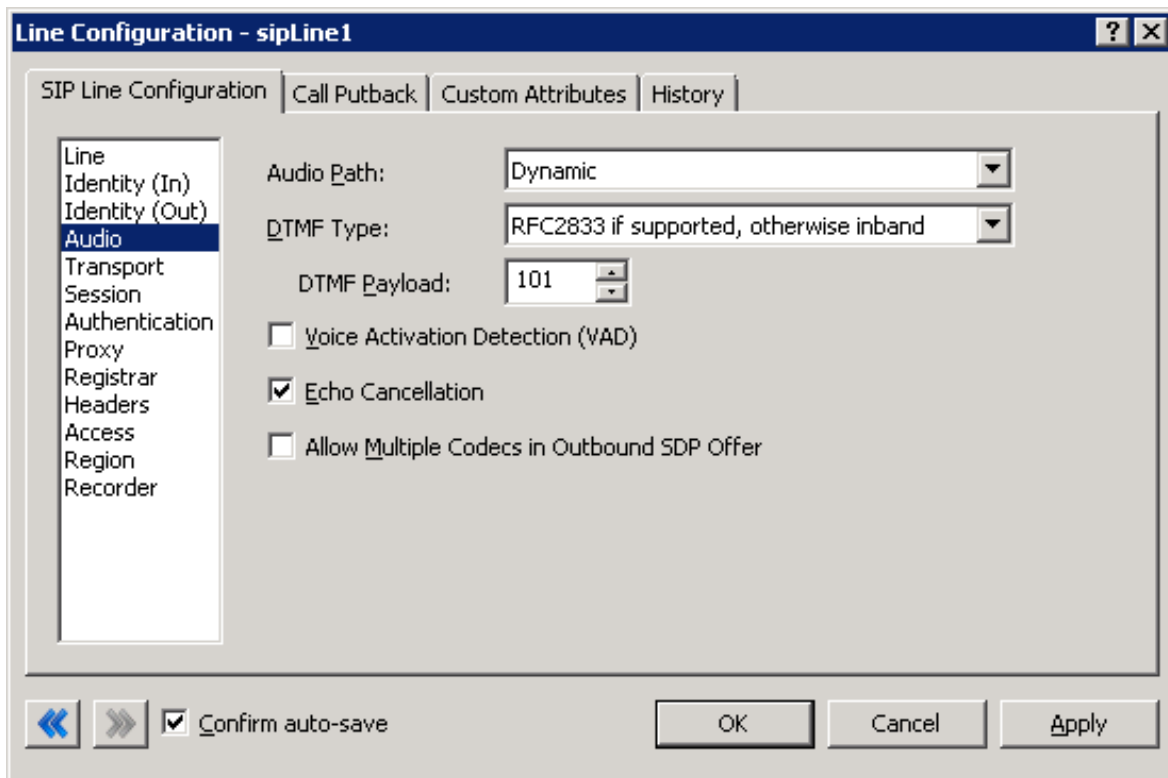 Line Configuration - sipLine1
SIP Line Configuration
Call Putback
Custom Attributes
History
Line
Identity (In)
Identity (Out)
Audio
Transport
Session
Authentication
Proxy
Registrar
Headers
Access
Region
Recorder
Audio Path: Dynamic
DTMF Type: RFC2833 if supported, otherwise inband
DTMF Payload: 101
Voice Activation Detection (VAD)
Echo Cancellation
Allow Multiple Codecs in Outbound SDP Offer
Confirm auto-save
OK
Cancel
Apply